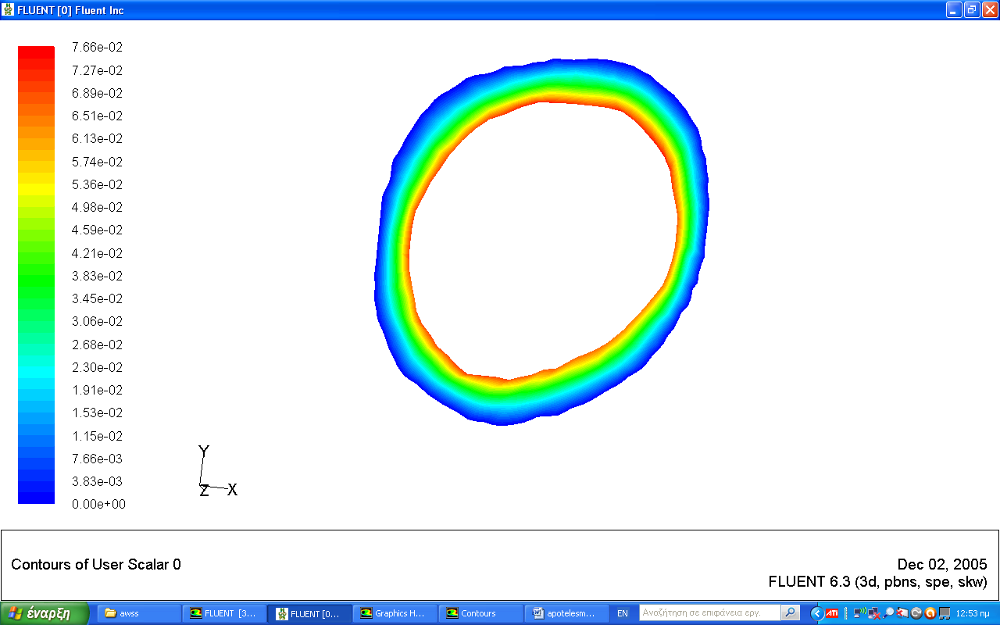 FLUENT [0] Fluent Inc
7.66e-02
7.27e-02
6.89e-02
6.51e-02
6.13e-02
5.74e-02
5.36e-02
4.98e-02
4.59e-02
4.21e-02
3.83e-02
3.45e-02
3.06e-02
2.68e-02
2.30e-02
1.91e-02
1.53e-02
1.15e-02
7.66e-03
3.83e-03
0.00e+00
Y
Z X
Contours of User Scalar 0
Dec 02, 2005
FLUENT 6.3 (3d, pbns, spe, skw)
έναρξη awss FLUENT [3... FLUENT [0... Graphics H... Contours apotelesm... EN Αναζήτηση σε επιφάνεια εργ. ATI 12:53 πμ